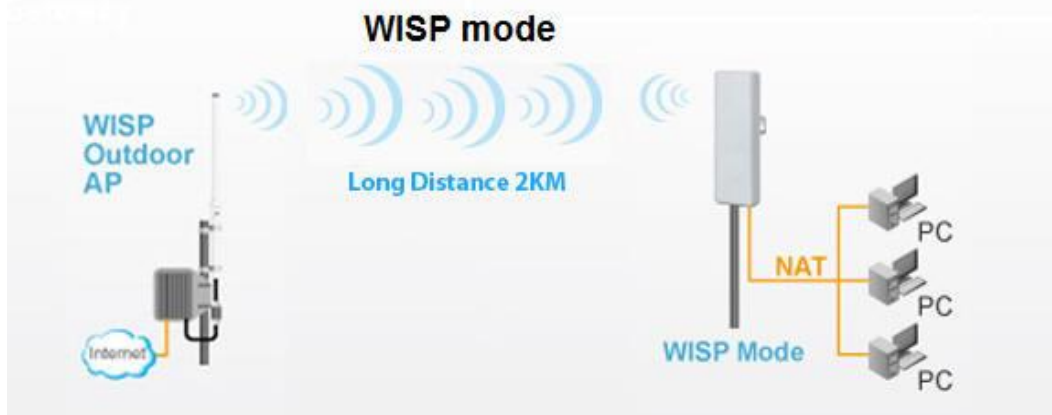 WISP mode
WISP
Outdoor
AP
Long Distance 2KM
Internet
NAT
WISP Mode
PC
PC
PC